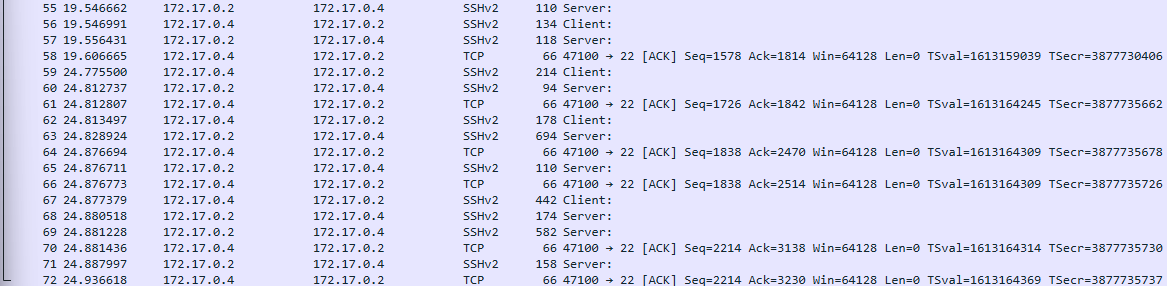 55 19.546662 172.17.0.2 172.17.0.4 SSHv2 110 Server:
56 19.546991 172.17.0.4 172.17.0.2 SSHv2 134 Client:
57 19.556431 172.17.0.2 172.17.0.4 SSHv2 118 Server:
58 19.606665 172.17.0.4 172.17.0.2 TCP 66 47100 → 22 [ACK] Seq=1578 Ack=1814 Win=64128 Len=0 TSval=1613159039 TSecr=3877730406
59 24.775500 172.17.0.4 172.17.0.2 SSHv2 214 Client:
60 24.812737 172.17.0.2 172.17.0.4 SSHv2 94 Server:
61 24.812807 172.17.0.4 172.17.0.2 TCP 66 47100 → 22 [ACK] Seq=1726 Ack=1842 Win=64128 Len=0 TSval=1613164245 TSecr=3877735662
62 24.813497 172.17.0.4 172.17.0.2 SSHv2 178 Client:
63 24.828924 172.17.0.2 172.17.0.4 SSHv2 694 Server:
64 24.876694 172.17.0.4 172.17.0.2 TCP 66 47100 → 22 [ACK] Seq=1838 Ack=2470 Win=64128 Len=0 TSval=1613164309 TSecr=3877735678
65 24.876711 172.17.0.2 172.17.0.4 SSHv2 110 Server:
66 24.876773 172.17.0.4 172.17.0.2 TCP 66 47100 → 22 [ACK] Seq=1838 Ack=2514 Win=64128 Len=0 TSval=1613164309 TSecr=3877735726
67 24.877379 172.17.0.4 172.17.0.2 SSHv2 442 Client:
68 24.880518 172.17.0.2 172.17.0.4 SSHv2 174 Server:
69 24.881228 172.17.0.2 172.17.0.4 SSHv2 582 Server:
70 24.881436 172.17.0.4 172.17.0.2 TCP 66 47100 → 22 [ACK] Seq=2214 Ack=3138 Win=64128 Len=0 TSval=1613164314 TSecr=3877735730
71 24.887997 172.17.0.2 172.17.0.4 SSHv2 158 Server:
72 24.936618 172.17.0.4 172.17.0.2 TCP 66 47100 → 22 [ACK] Seq=2214 Ack=3230 Win=64128 Len=0 TSval=1613164369 TSecr=3877735737